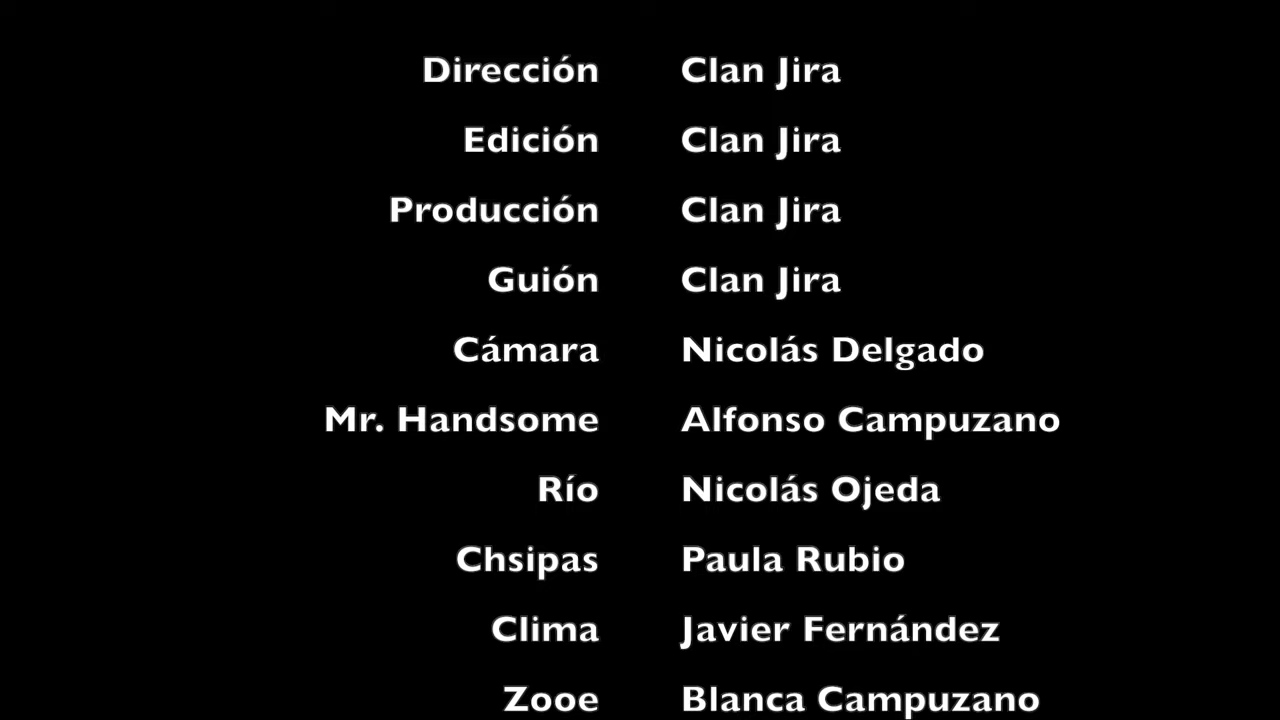 Dirección Clan Jira
Edición Clan Jira
Producción Clan Jira
Guión Clan Jira
Cámara Nicolás Delgado
Mr. Handsome Alfonso Campuzano
Río Nicolás Ojeda
Chsipas Paula Rubio
Clima Javier Fernández
Zooe Blanca Campuzano